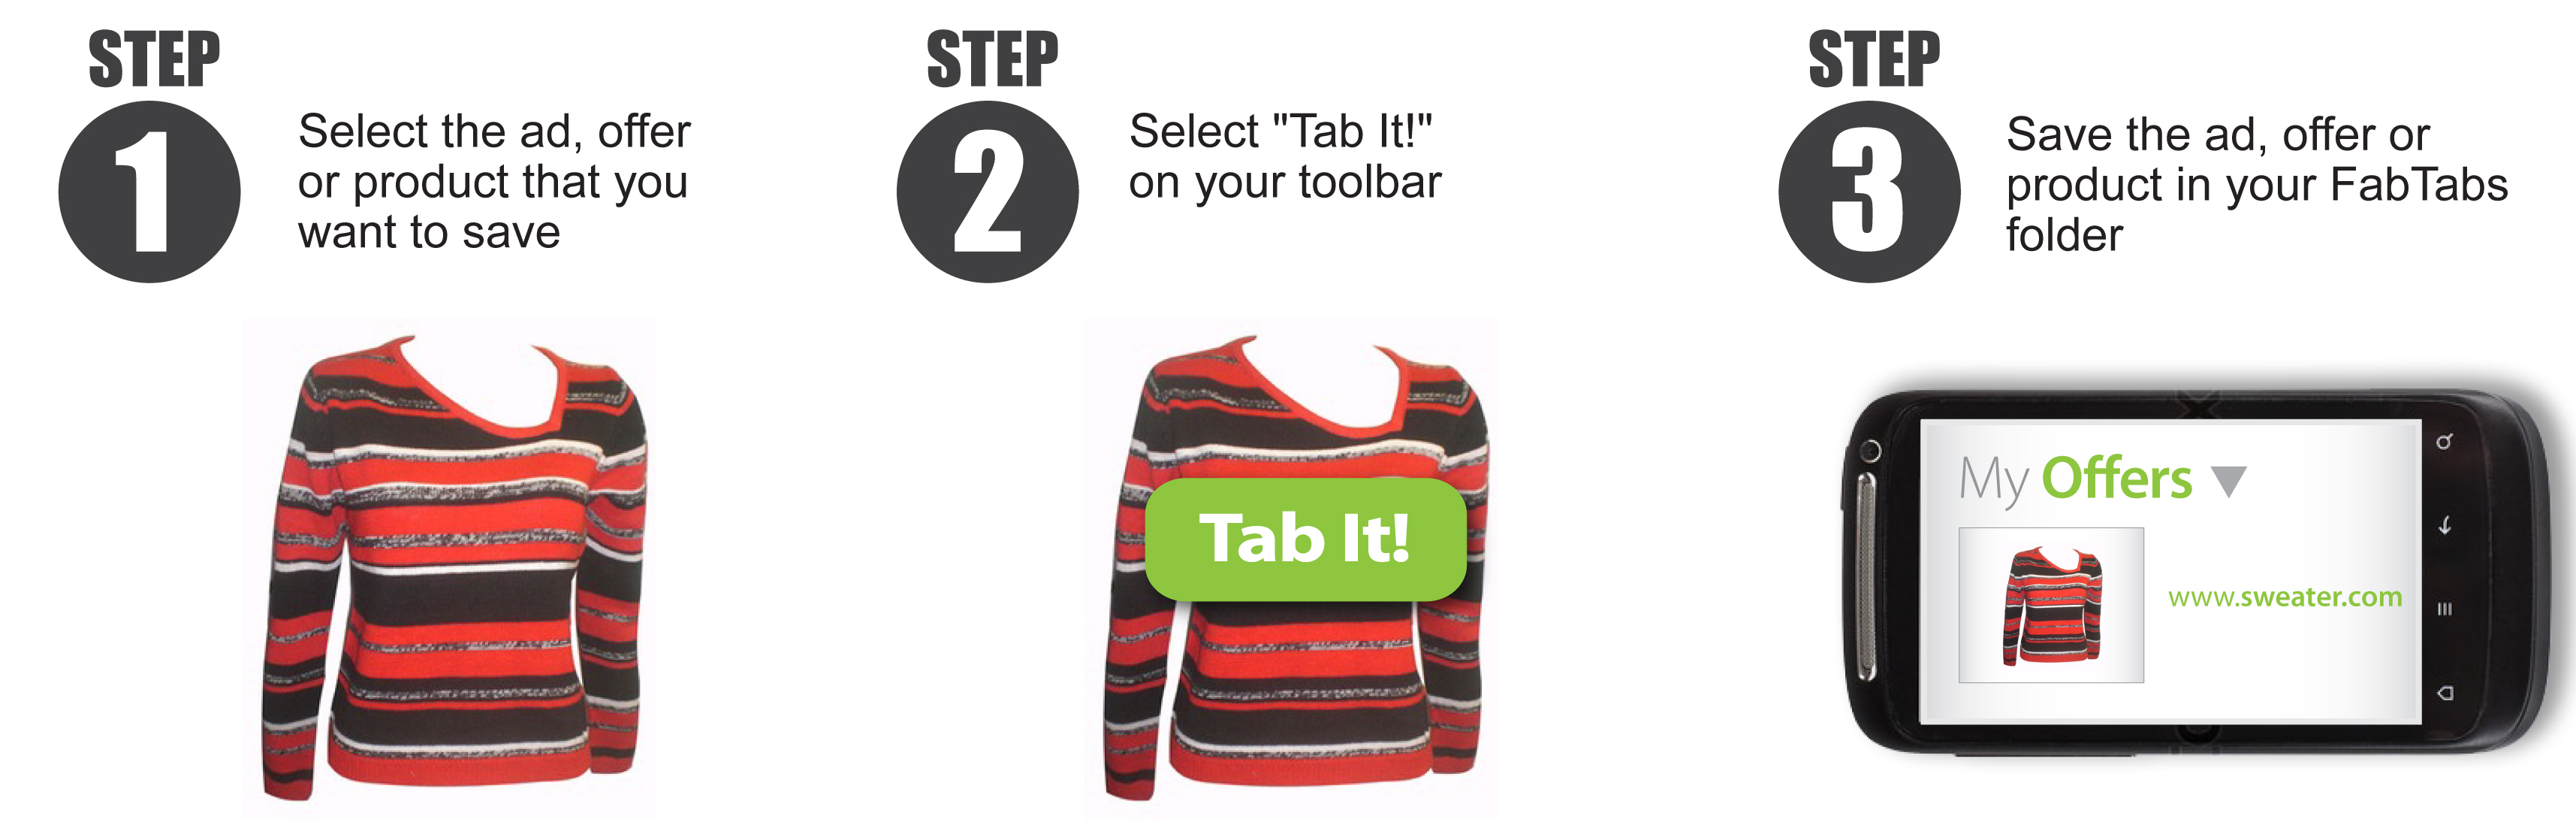 STEP
1
Select the ad, offer
or product that you
want to save
STEP
2
Select "Tab It!"
on your toolbar
Tab It!
STEP
3
Save the ad, offer or
product in your FabTabs
folder
My Offers
www.sweater.com